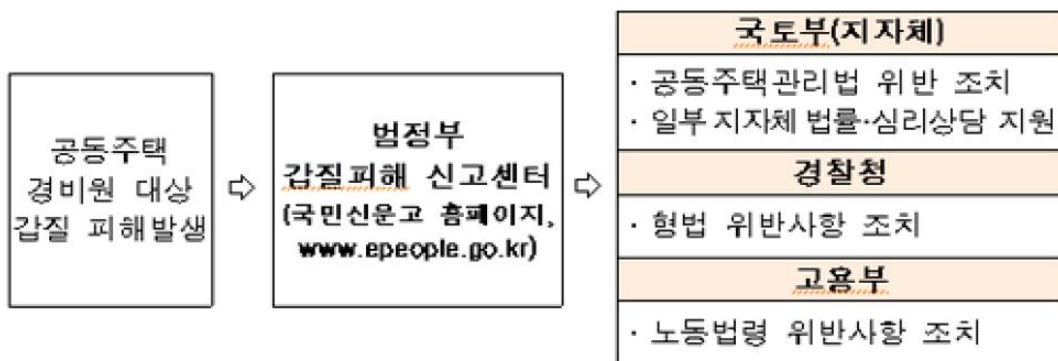 공동주택
경비원 대상
갑질 피해발생
⇨
범정부
갑질피해 신고센터
(국민신문고 홈페이지,
www.epeople.go.kr)
⇨
국토부(지자체)
· 공동주택관리법 위반 조치
· 일부 지자체 법률·심리상담 지원
경찰청
· 형법 위반사항 조치
고용부
· 노동법령 위반사항 조치